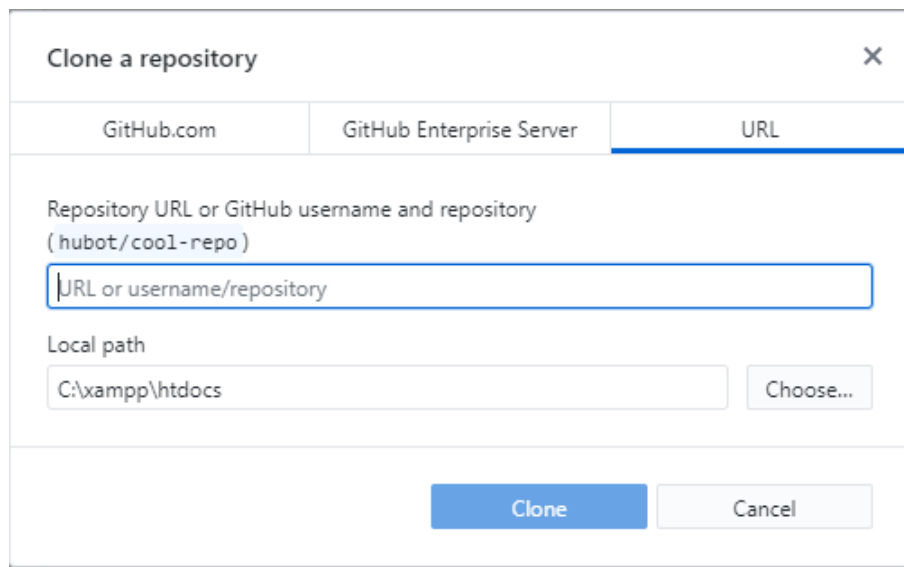 Clone a repository
GitHub.com
GitHub Enterprise Server
URL
Repository URL or GitHub username and repository
(hubot/cool-repo)
URL or username/repository
Local path
C:\xampp\htdocs
Choose...
Clone
Cancel